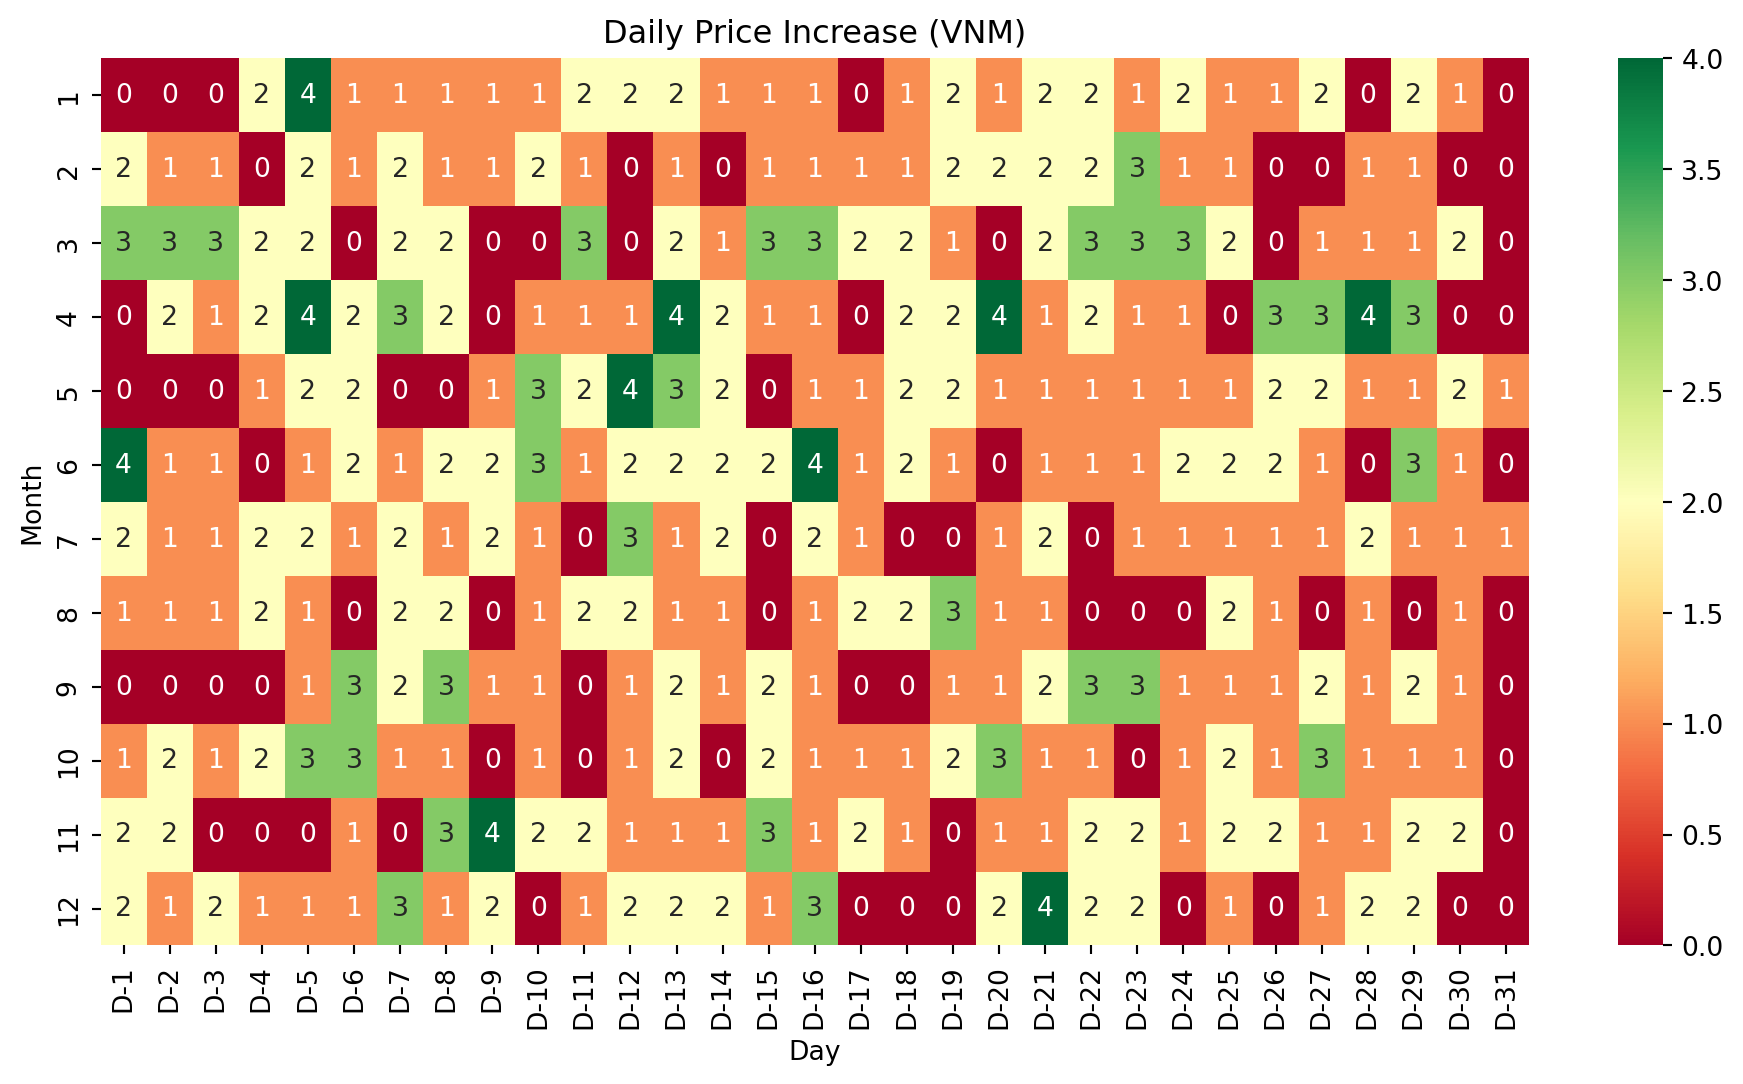 Daily Price Increase (VNM)
1 0 0 0 2 4 1 1 1 1 1 2 2 2 1 1 1 0 1 2 1 2 2 1 2 1 1 2 0 2 1 0
2 2 1 1 0 2 1 2 1 1 2 1 0 1 0 1 1 1 1 2 2 2 2 3 1 1 0 0 1 1 0 0
3 3 3 3 2 2 0 2 2 0 0 3 0 2 1 3 3 2 2 1 0 2 3 3 3 2 0 1 1 1 2 0
4 0 2 1 2 4 2 3 2 0 1 1 1 4 2 1 1 0 2 2 4 1 2 1 1 0 3 3 4 3 0 0
5 0 0 0 1 2 2 0 0 1 3 2 4 3 2 0 1 1 2 2 1 1 1 1 1 1 2 2 1 1 2 1
6 4 1 1 0 1 2 1 2 2 3 1 2 2 2 2 4 1 2 1 0 1 1 1 2 2 2 1 0 3 1 0
7 2 1 1 2 2 1 2 1 2 1 0 3 1 2 0 2 1 0 0 1 2 0 1 1 1 1 1 2 1 1 1
8 1 1 1 2 1 0 2 2 0 1 2 2 1 1 0 1 2 2 3 1 1 0 0 0 2 1 0 1 0 1 0
9 0 0 0 0 1 3 2 3 1 1 0 1 2 1 2 1 0 0 1 1 2 3 3 1 1 1 2 1 2 1 0
10 1 2 1 2 3 3 1 1 0 1 0 1 2 0 2 1 1 1 2 3 1 1 0 1 2 1 3 1 1 1 0
11 2 2 0 0 0 1 0 3 4 2 2 1 1 1 3 1 2 1 0 1 1 2 2 1 2 2 1 1 2 2 0
12 2 1 2 1 1 1 3 1 2 0 1 2 2 2 1 3 0 0 0 2 4 2 2 0 1 0 1 2 2 0 0
Month
D-1 D-2 D-3 D-4 D-5 D-6 D-7 D-8 D-9 D-10 D-11 D-12 D-13 D-14 D-15 D-16 D-17 D-18 D-19 D-20 D-21 D-22 D-23 D-24 D-25 D-26 D-27 D-28 D-29 D-30 D-31
Day
4.0
3.5
3.0
2.5
2.0
1.5
1.0
0.5
0.0